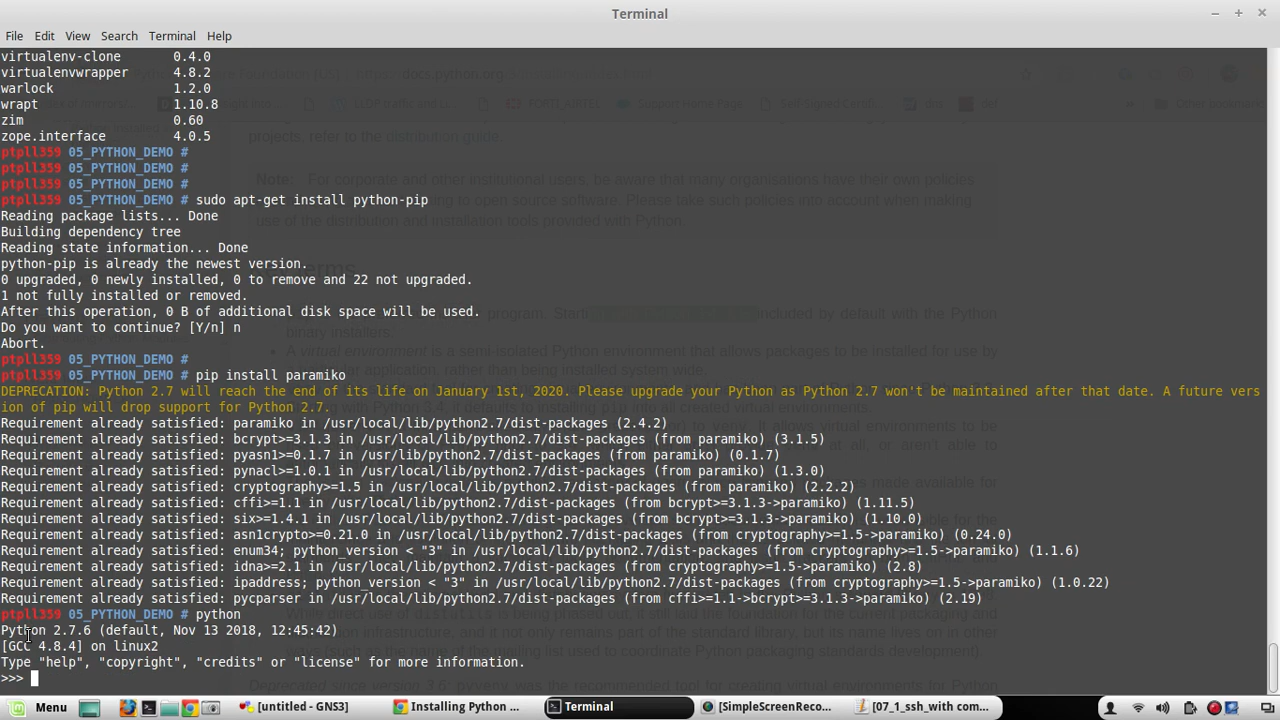 Terminal
File Edit View Search Terminal Help
virtualenv-clone 0.4.0
virtualenvwrapper 4.8.2
warlock 1.2.0
wrapt 1.10.8
zim 0.60
zope.interface 4.0.5
ptpll359 05_PYTHON_DEMO #
ptpll359 05_PYTHON_DEMO #
ptpll359 05_PYTHON_DEMO #
ptpll359 05_PYTHON_DEMO # sudo apt-get install python-pip
Reading package lists... Done
Building dependency tree
Reading state information... Done
python-pip is already the newest version.
0 upgraded, 0 newly installed, 0 to remove and 22 not upgraded.
1 not fully installed or removed.
After this operation, 0 B of additional disk space will be used.
Do you want to continue? [Y/n] n
Abort.
ptpll359 05_PYTHON_DEMO #
ptpll359 05_PYTHON_DEMO # pip install paramiko
DEPRECATION: Python 2.7 will reach the end of its life on January 1st, 2020. Please upgrade your Python as Python 2.7 won't be maintained after that date. A future vers
ion of pip will drop support for Python 2.7.
Requirement already satisfied: paramiko in /usr/local/lib/python2.7/dist-packages (2.4.2)
Requirement already satisfied: bcrypt>=3.1.3 in /usr/local/lib/python2.7/dist-packages (from paramiko) (3.1.5)
Requirement already satisfied: pyasn1>=0.1.7 in /usr/lib/python2.7/dist-packages (from paramiko) (0.1.7)
Requirement already satisfied: pynacl>=1.0.1 in /usr/local/lib/python2.7/dist-packages (from paramiko) (1.3.0)
Requirement already satisfied: cryptography>=1.5 in /usr/local/lib/python2.7/dist-packages (from paramiko) (2.2.2)
Requirement already satisfied: cffi>=1.1 in /usr/local/lib/python2.7/dist-packages (from bcrypt>=3.1.3->paramiko) (1.11.5)
Requirement already satisfied: six>=1.4.1 in /usr/local/lib/python2.7/dist-packages (from bcrypt>=3.1.3->paramiko) (1.10.0)
Requirement already satisfied: asn1crypto>=0.21.0 in /usr/local/lib/python2.7/dist-packages (from cryptography>=1.5->paramiko) (0.24.0)
Requirement already satisfied: enum34; python_version < "3" in /usr/local/lib/python2.7/dist-packages (from cryptography>=1.5->paramiko) (1.1.6)
Requirement already satisfied: idna>=2.1 in /usr/local/lib/python2.7/dist-packages (from cryptography>=1.5->paramiko) (2.8)
Requirement already satisfied: ipaddress; python_version < "3" in /usr/local/lib/python2.7/dist-packages (from cryptography>=1.5->paramiko) (1.0.22)
Requirement already satisfied: pycparser in /usr/local/lib/python2.7/dist-packages (from cffi>=1.1->bcrypt>=3.1.3->paramiko) (2.19)
ptpll359 05_PYTHON_DEMO # python
Python 2.7.6 (default, Nov 13 2018, 12:45:42)
[GCC 4.8.4] on linux2
Type "help", "copyright", "credits" or "license" for more information.
>>>
Menu [untitled - GNS3] Installing Python ... Terminal [SimpleScreenReco... [07_1_ssh_with com...